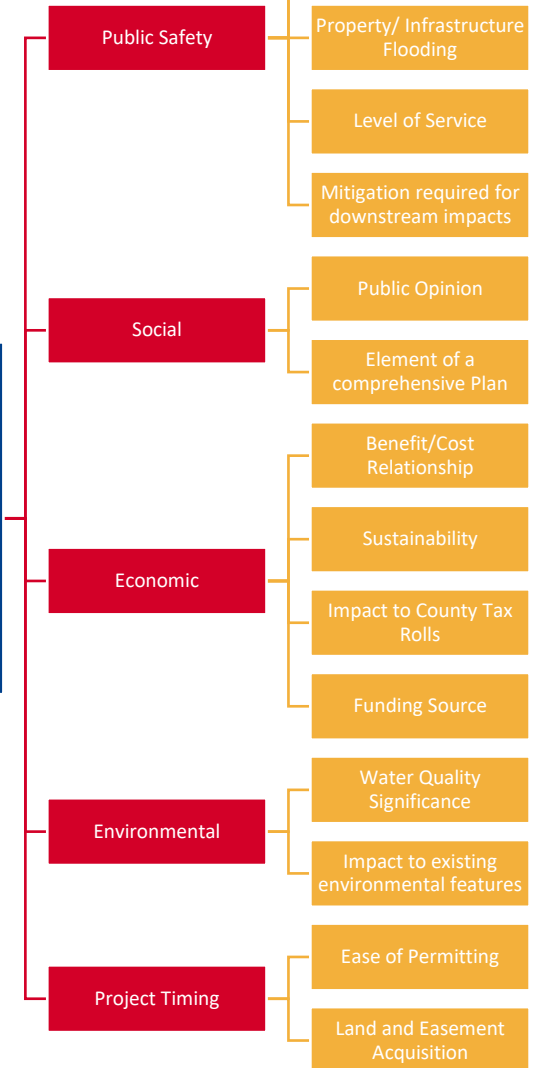 Public Safety
Property/ Infrastructure
Flooding
Level of Service
Mitigation required for
downstream impacts
Social
Public Opinion
Element of a
comprehensive Plan
Economic
Benefit/Cost
Relationship
Sustainability
Impact to County Tax
Rolls
Funding Source
Environmental
Water Quality
Significance
Impact to existing
environmental features
Project Timing
Ease of Permitting
Land and Easement
Acquisition